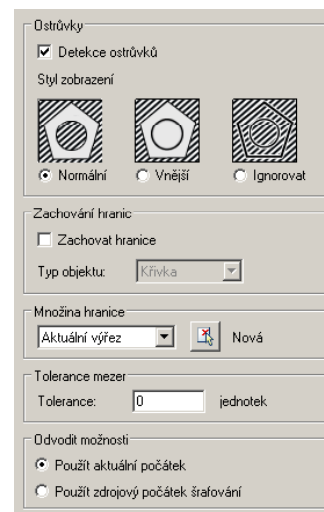 Ostrůvky
Detekce ostrůvků
Styl zobrazení
Normální Vnější Ignorovat
Zachování hranic
Zachovat hranice
Typ objektu: Křivka
Množina hranice
Aktuální výřez Nová
Tolerance mezer
Tolerance: 0 jednotek
Odvodit možnosti
Použít aktuální počátek
Použít zdrojový počátek šrafování